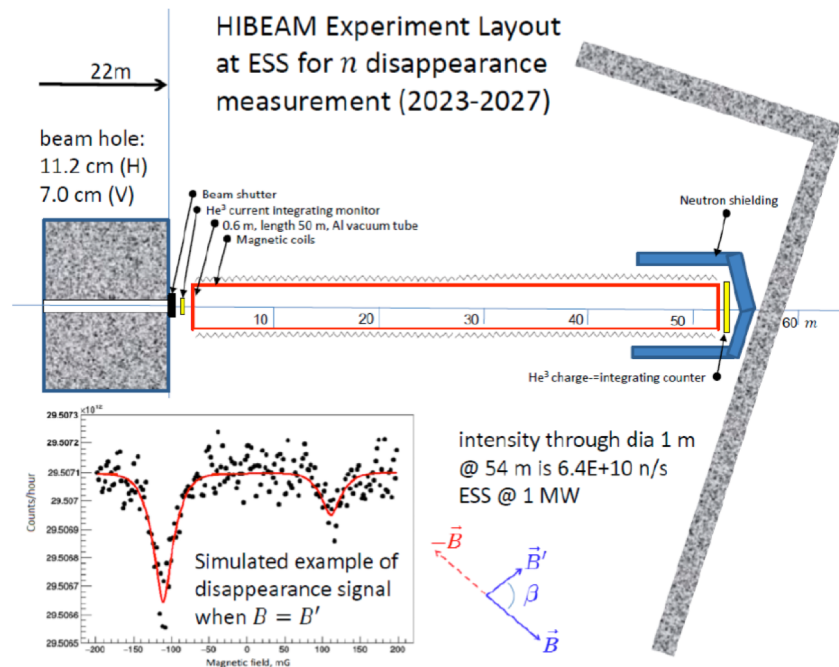 HIBEAM Experiment Layout
at ESS for n disappearance
measurement (2023-2027)
22m
beam hole:
11.2 cm (H)
7.0 cm (V)
Beam shutter
He³ current integrating monitor
0.6 m, length 50 m, Al vacuum tube
Magnetic coils
Neutron shielding
10
20
30
40
50
60 m
He³ charge-=integrating counter
×10¹²
29.5073
29.5072
29.5071
29.507
29.5069
29.5068
29.5067
29.5066
29.5065
Counts/hour
-200
-150
-100
-50
0
50
100
150
200
Magnetic field, mG
Simulated example of
disappearance signal
when B = B′
intensity through dia 1 m
@ 54 m is 6.4E+10 n/s
ESS @ 1 MW
−B⃗
B⃗′
β
B⃗